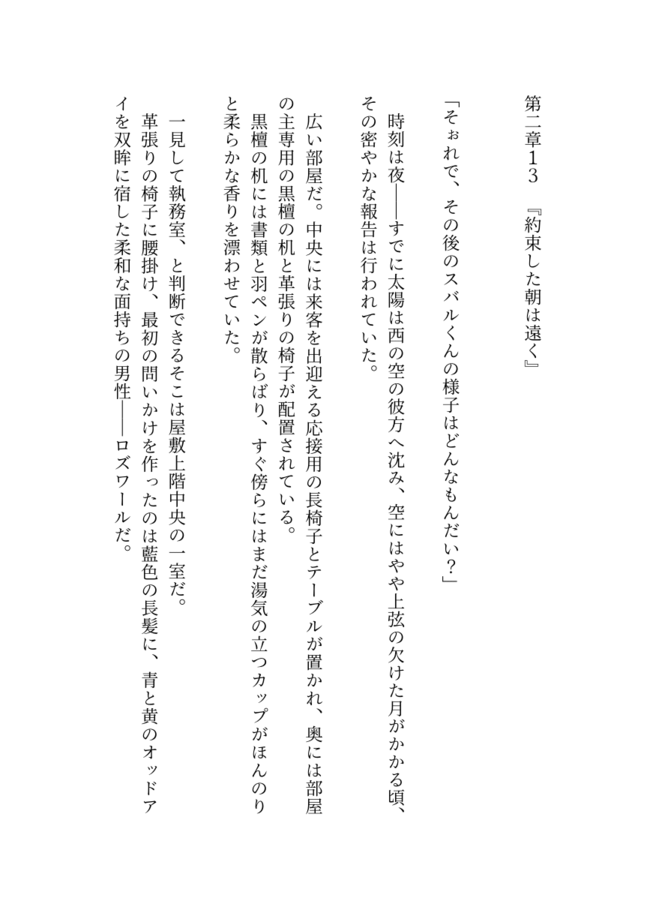 第二章１３　『約束した朝は遠く』
「そぉれで、その後のスバルくんの様子はどんなもんだい？」
　時刻は夜――すでに太陽は西の空の彼方へ沈み、空にはやや上弦の欠けた月がかかる頃、
その密やかな報告は行われていた。
　広い部屋だ。中央には来客を出迎える応接用の長椅子とテーブルが置かれ、奥には部屋
の主専用の黒檀の机と革張りの椅子が配置されている。
　黒檀の机には書類と羽ペンが散らばり、すぐ傍らにはまだ湯気の立つカップがほんのり
と柔らかな香りを漂わせていた。
　一見して執務室、と判断できるそこは屋敷上階中央の一室だ。
　革張りの椅子に腰掛け、最初の問いかけを作ったのは藍色の長髪に、青と黄のオッドア
イを双眸に宿した柔和な面持ちの男性――ロズワールだ。